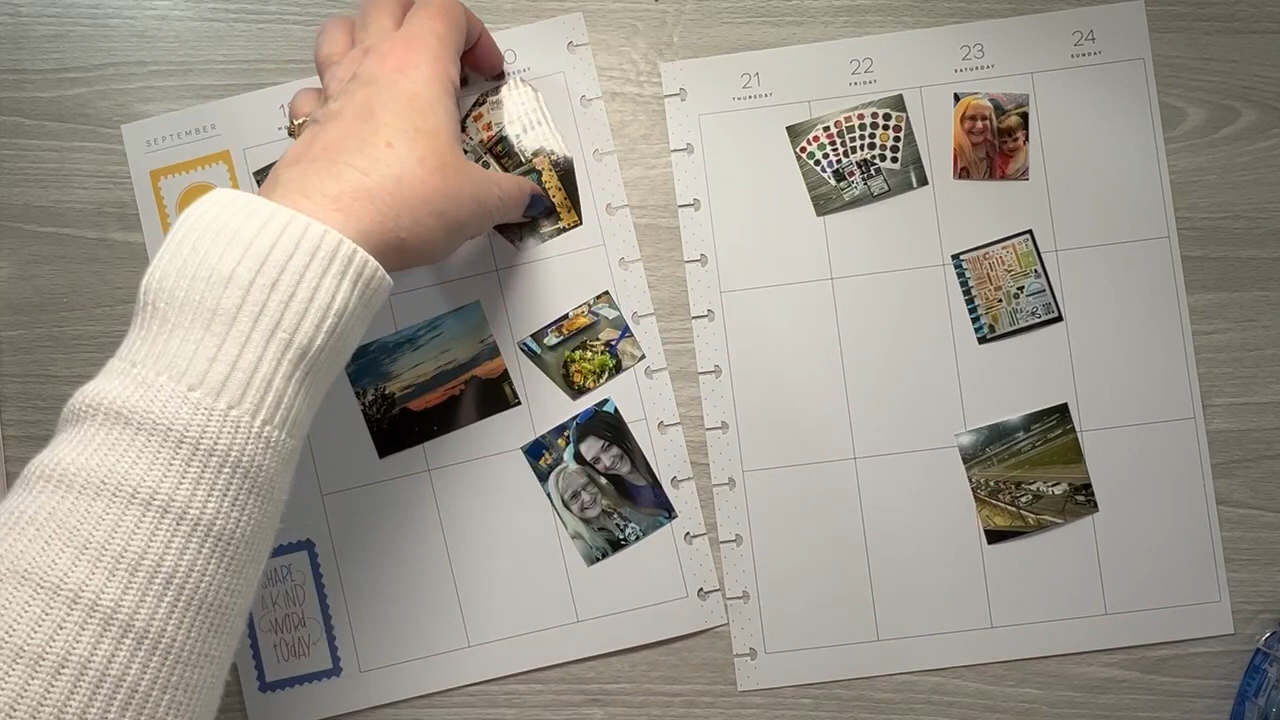 SEPTEMBER
21
THURSDAY
22
FRIDAY
23
SATURDAY
24
SUNDAY
SHARE
A KIND
WORD
TODAY